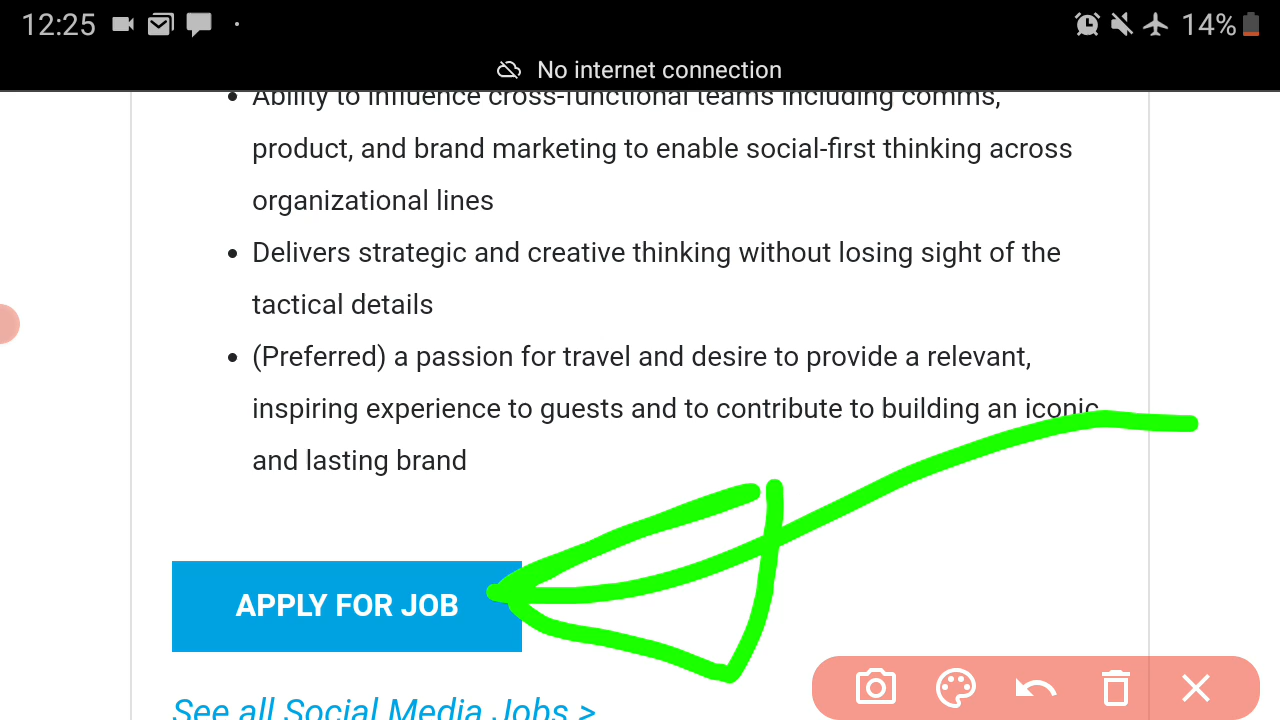 12:25
14%
No internet connection
Ability to influence cross-functional teams including comms,
product, and brand marketing to enable social-first thinking across
organizational lines
Delivers strategic and creative thinking without losing sight of the
tactical details
(Preferred) a passion for travel and desire to provide a relevant,
inspiring experience to guests and to contribute to building an iconic
and lasting brand
APPLY FOR JOB
See all Social Media Jobs >